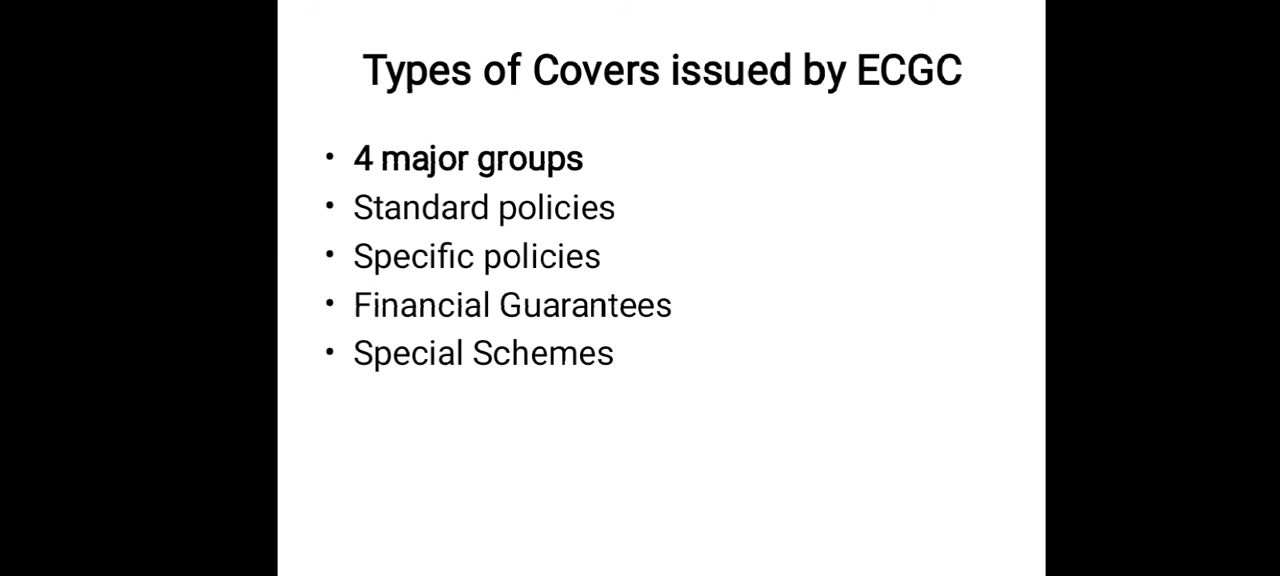 Types of Covers issued by ECGC
• 4 major groups
• Standard policies
• Specific policies
• Financial Guarantees
• Special Schemes